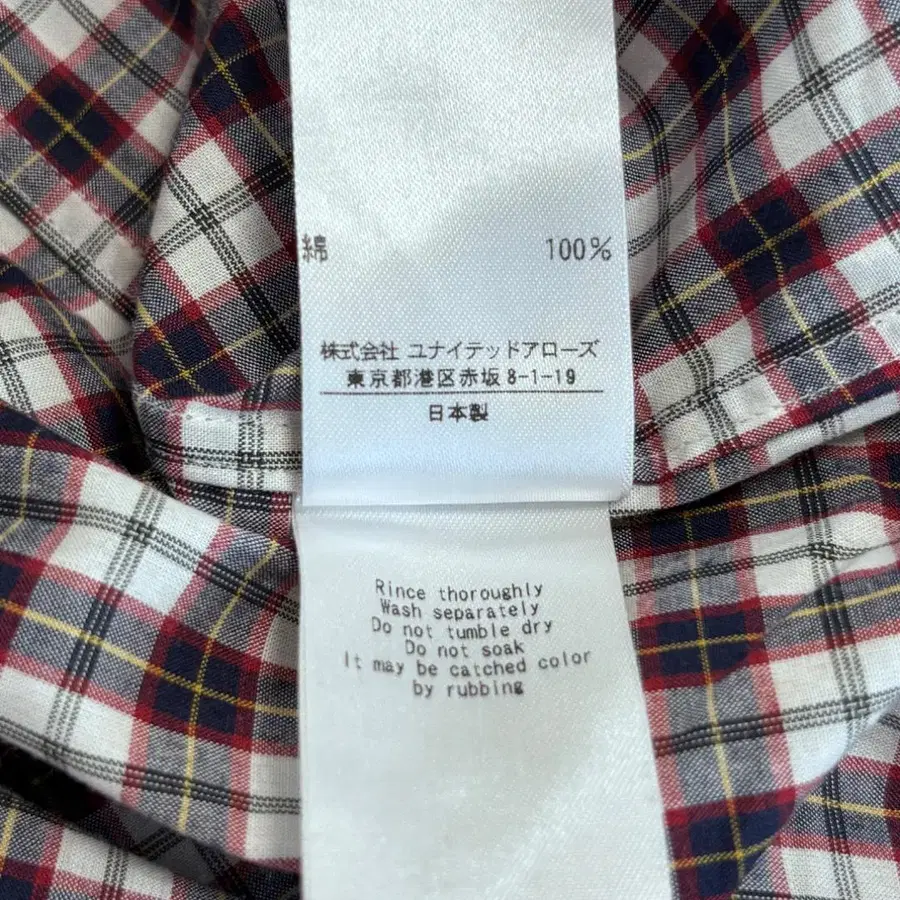 綿 100%
株式会社 ユナイテッドアローズ
東京都港区赤坂 8-1-19
日本製
Rince thoroughly
Wash separately
Do not tumble dry
Do not soak
It may be catched color
by rubbing